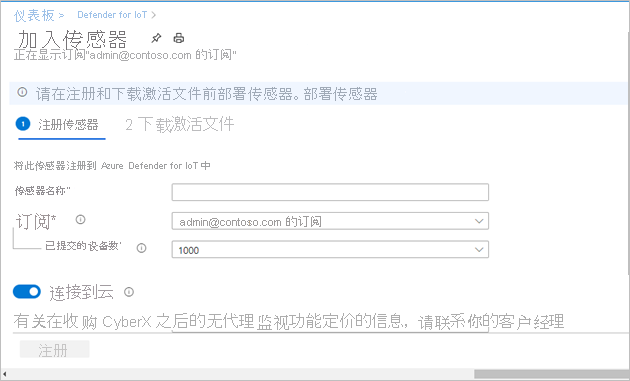 仪表板 > Defender for IoT >
加入传感器
正在显示订阅"admin@contoso.com 的订阅"
请在注册和下载激活文件前部署传感器。部署传感器
1 注册传感器 2 下载激活文件
将此传感器注册到 Azure Defender for IoT 中
传感器名称*
订阅* admin@contoso.com 的订阅
已提交的设备数* 1000
连接到云
有关在收购 CyberX 之后的无代理监视功能定价的信息，请联系你的客户经理
注册